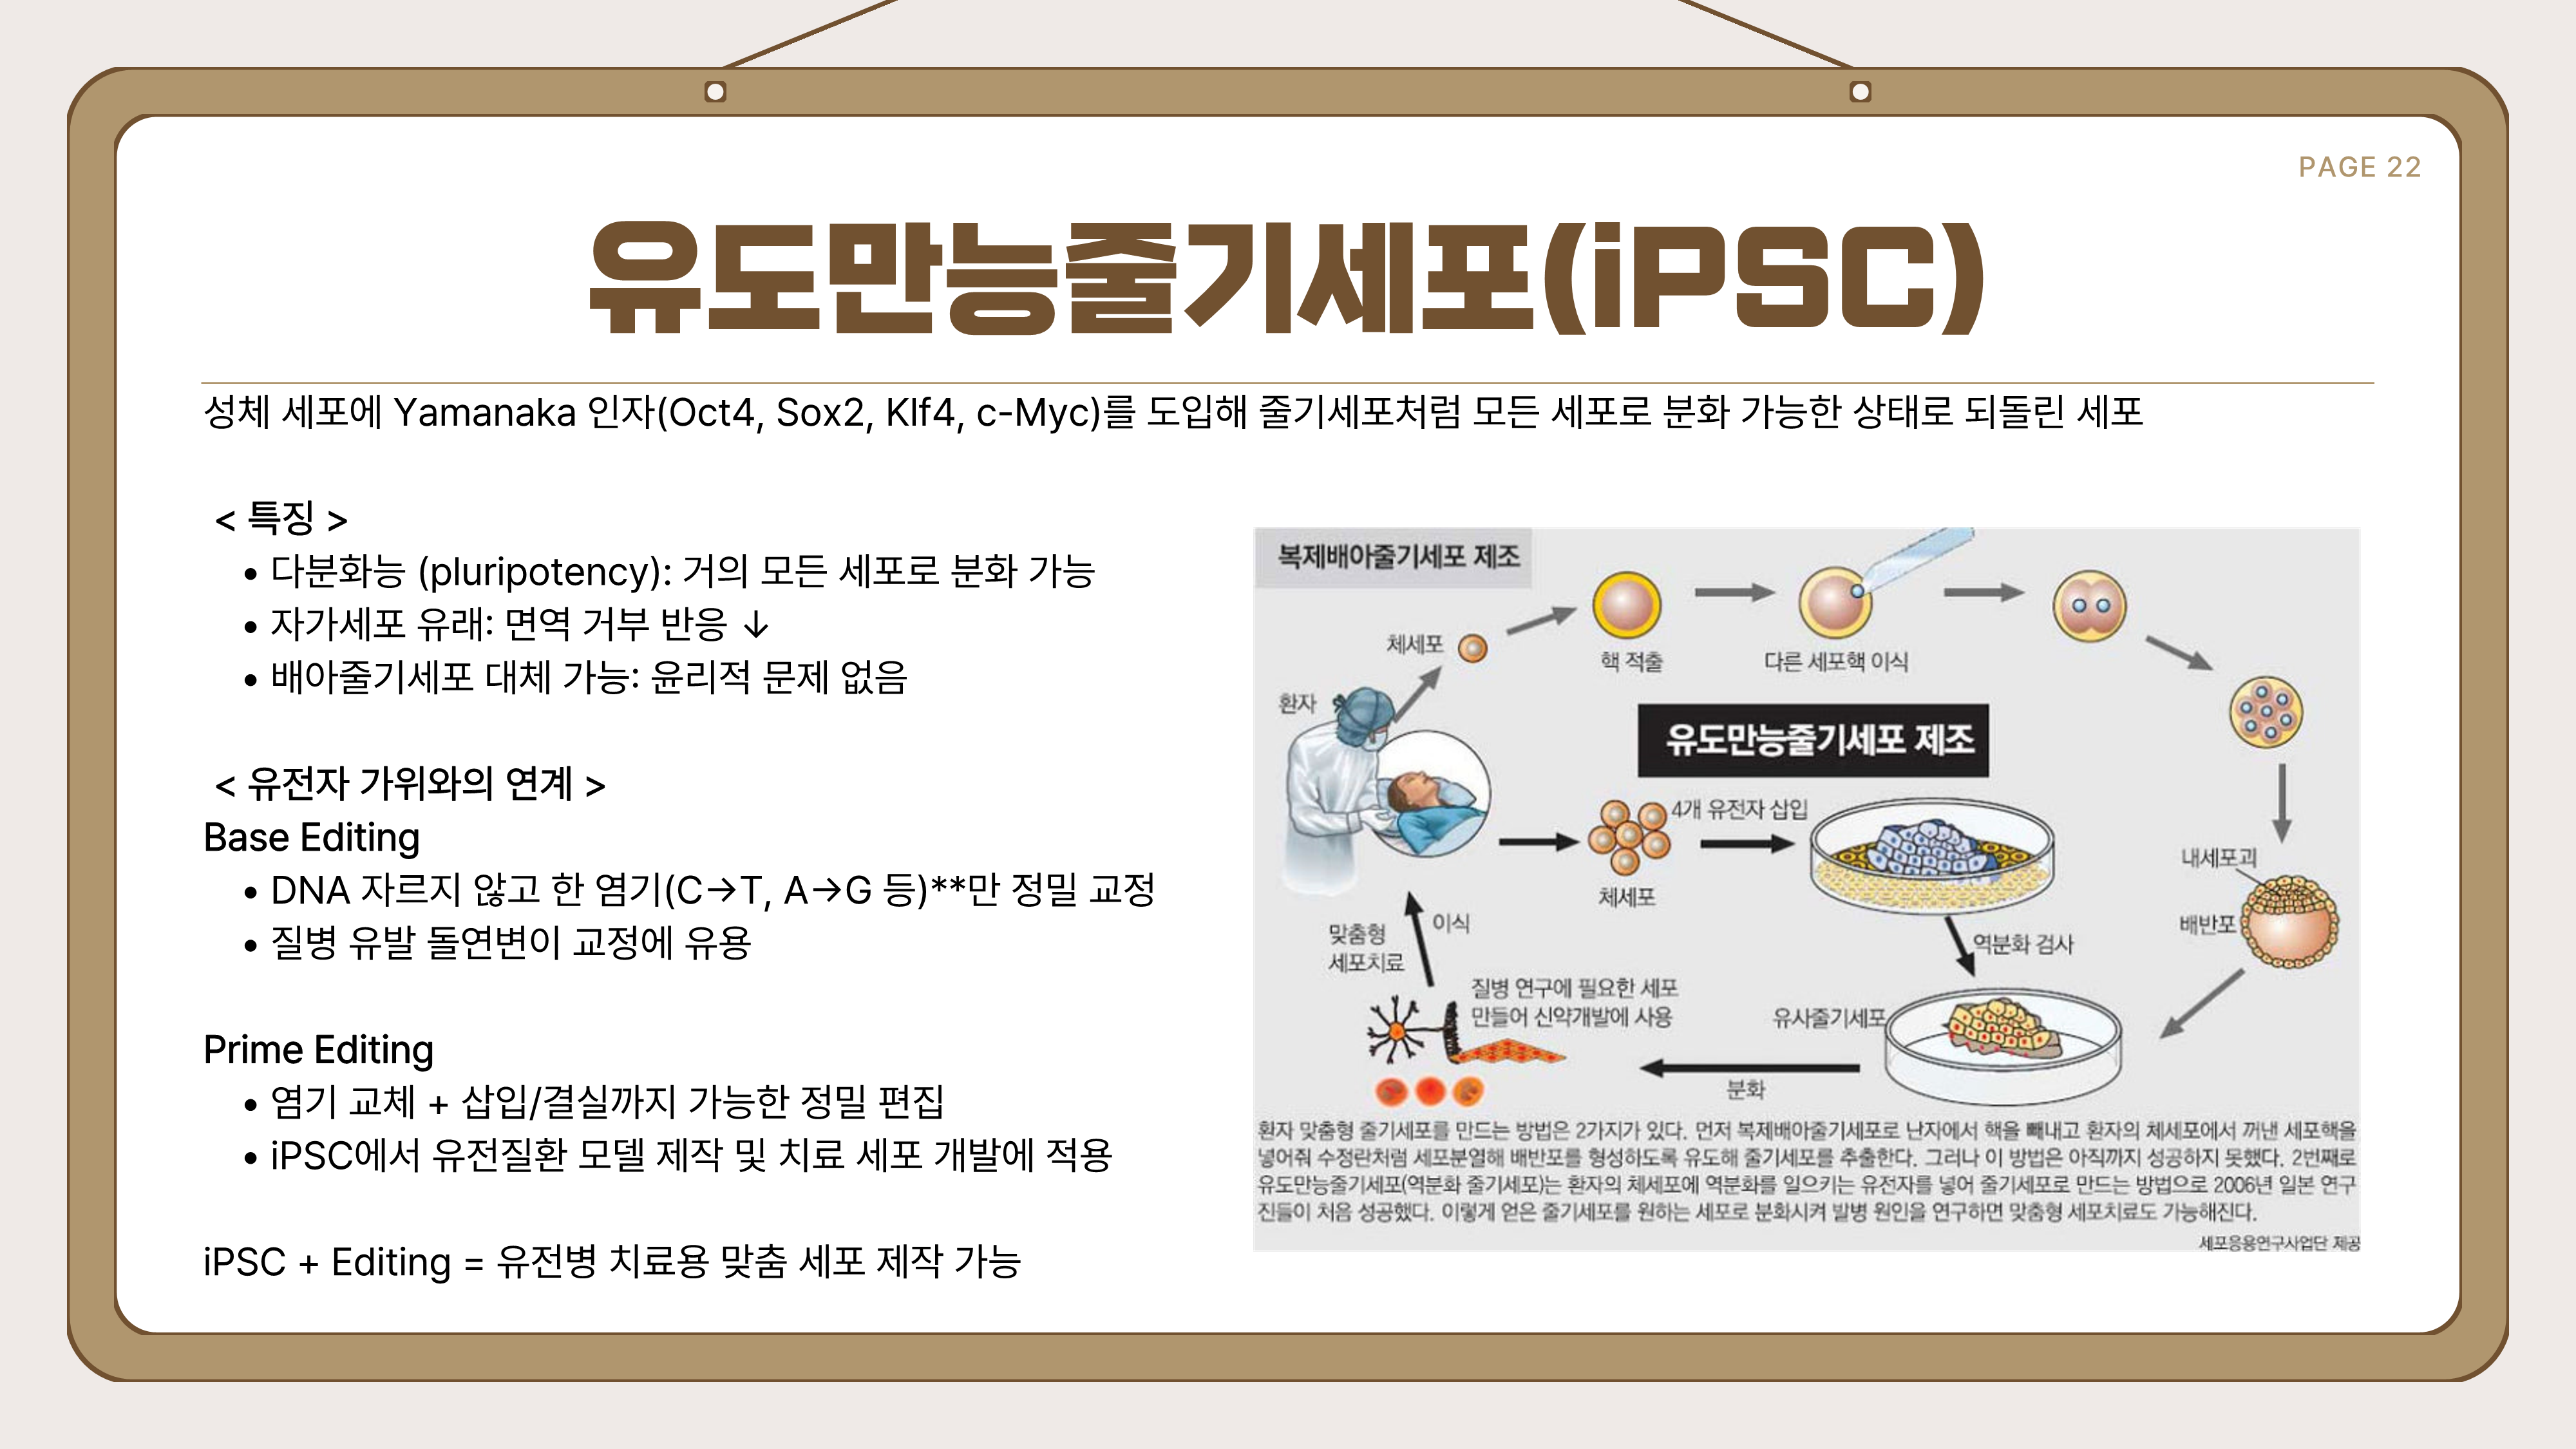 PAGE 22
유도만능줄기세포(iPSC)
성체 세포에 Yamanaka 인자(Oct4, Sox2, Klf4, c-Myc)를 도입해 줄기세포처럼 모든 세포로 분화 가능한 상태로 되돌린 세포
< 특징 >
• 다분화능 (pluripotency): 거의 모든 세포로 분화 가능
• 자가세포 유래: 면역 거부 반응 ↓
• 배아줄기세포 대체 가능: 윤리적 문제 없음
< 유전자 가위와의 연계 >
Base Editing
• DNA 자르지 않고 한 염기(C→T, A→G 등)**만 정밀 교정
• 질병 유발 돌연변이 교정에 유용
Prime Editing
• 염기 교체 + 삽입/결실까지 가능한 정밀 편집
• iPSC에서 유전질환 모델 제작 및 치료 세포 개발에 적용
iPSC + Editing = 유전병 치료용 맞춤 세포 제작 가능
복제배아줄기세포 제조
체세포
핵 적출
다른 세포핵 이식
환자
유도만능줄기세포 제조
4개 유전자 삽입
체세포
내세포괴
배반포
맞춤형
세포치료
이식
역분화 검사
질병 연구에 필요한 세포
만들어 신약개발에 사용
유사줄기세포
분화
환자 맞춤형 줄기세포를 만드는 방법은 2가지가 있다. 먼저 복제배아줄기세포로 난자에서 핵을 빼내고 환자의 체세포에서 꺼낸 세포핵을
넣어줘 수정란처럼 세포분열해 배반포를 형성하도록 유도해 줄기세포를 추출한다. 그러나 이 방법은 아직까지 성공하지 못했다. 2번째로
유도만능줄기세포(역분화 줄기세포)는 환자의 체세포에 역분화를 일으키는 유전자를 넣어 줄기세포로 만드는 방법으로 2006년 일본 연구
진들이 처음 성공했다. 이렇게 얻은 줄기세포를 원하는 세포로 분화시켜 발병 원인을 연구하면 맞춤형 세포치료도 가능해진다.
세포응용연구사업단 제공